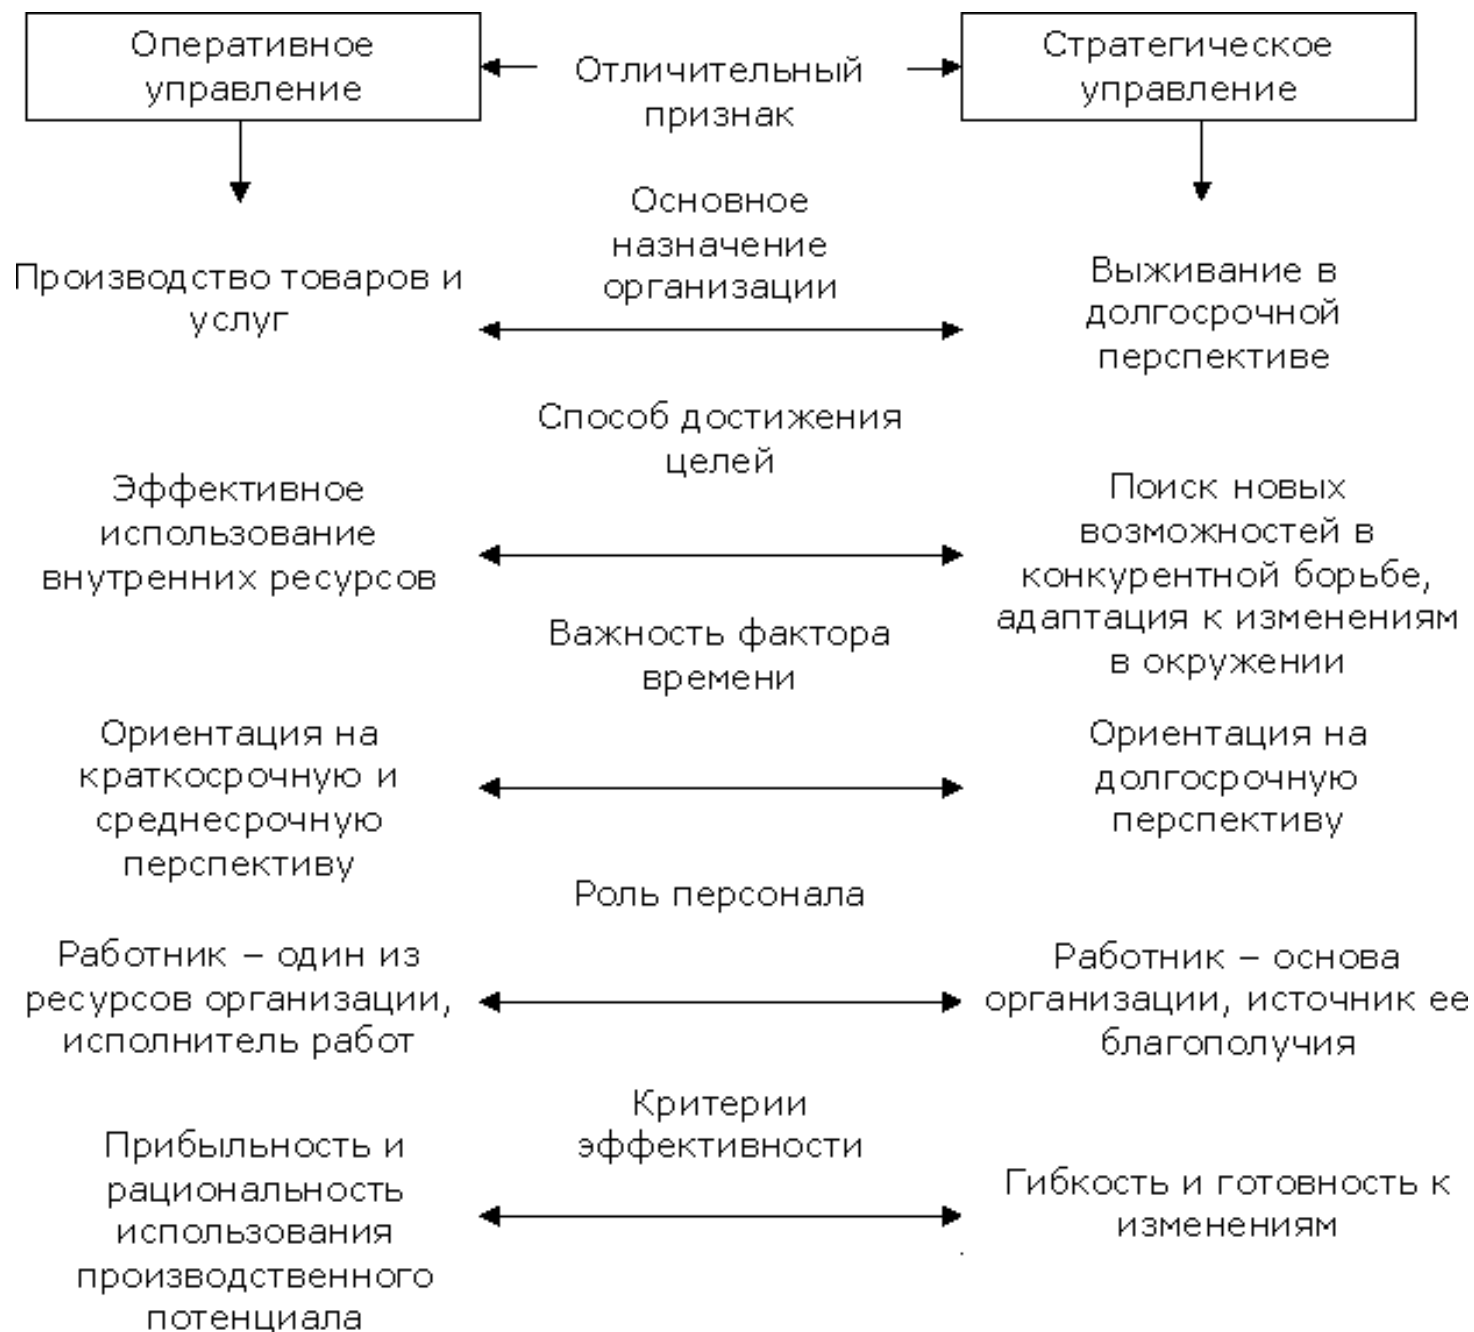 Оперативное
управление
Отличительный
признак
Стратегическое
управление
Основное
назначение
организации
Производство товаров и
услуг
Выживание в
долгосрочной
перспективе
Способ достижения
целей
Эффективное
использование
внутренних ресурсов
Поиск новых
возможностей в
конкурентной борьбе,
адаптация к изменениям
в окружении
Важность фактора
времени
Ориентация на
краткосрочную и
среднесрочную
перспективу
Ориентация на
долгосрочную
перспективу
Роль персонала
Работник – один из
ресурсов организации,
исполнитель работ
Работник – основа
организации, источник ее
благополучия
Критерии
эффективности
Прибыльность и
рациональность
использования
производственного
потенциала
Гибкость и готовность к
изменениям